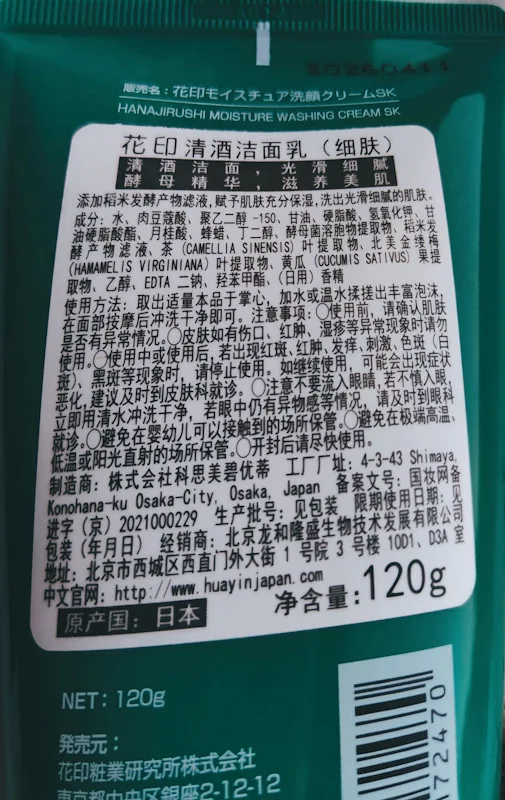 20260411
販売名：花印モイスチュア洗顔クリームSK
HANAJIRUSHI MOISTURE WASHING CREAM SK
花印清酒洁面乳（细肤）
清酒洁面，光滑细腻
酵母精华，滋养美肌
添加稻米发酵产物滤液，赋予肌肤充分保湿，洗出光滑细腻的肌肤。
成分：水、肉豆蔻酸、聚乙二醇-150、甘油、硬脂酸、氢氧化钾、甘
油硬脂酸酯、月桂酸、蜂蜡、丁二醇、酵母菌溶胞物提取物、稻米发
酵产物滤液、茶（CAMELLIA SINENSIS）叶提取物、北美金缕梅
（HAMAMELIS VIRGINIANA）叶提取物、黄瓜（CUCUMIS SATIVUS）果提
取物、乙醇、EDTA 二钠、羟苯甲酯、（日用）香精
使用方法：取出适量本品于掌心，加水或温水揉搓出丰富泡沫，
在面部按摩后冲洗干净即可。注意事项：〇使用前，请确认肌肤
是否有异常情况。〇皮肤如有伤口、红肿、湿疹等异常现象时请勿
使用。〇使用中或使用后，若出现红斑、红肿、发痒、刺激、色斑（白
斑）、黑斑等现象时，请停止使用。如继续使用，可能会出现症状
恶化，建议及时到皮肤科就诊。〇注意不要流入眼睛，若不慎入眼，
立即用清水冲洗干净，若眼中仍有异物感等情况，请及时到眼科
就诊。〇避免在婴幼儿可以接触到的场所保管。〇避免在极端高温、
低温或阳光直射的场所保管。〇开封后请尽快使用。
制造商：株式会社科思美碧优蒂 工厂厂址：4-3-43 Shimaya,
Konohana-ku Osaka-City, Osaka, Japan 备案文号：国妆网备
进字（京）2021000229 生产批号：见包装 限期使用日期：见
包装（年月日） 经销商：北京龙和隆盛生物技术发展有限公司
地址：北京市西城区西直门外大街 1 号院 3 号楼 10D1、D3A 室
中文官网：http://www.huayinjapan.com
净含量：120g
原产国：日本
NET：120g
発売元：
花印粧業研究所株式会社
東京都中央区銀座2-12-12
72470